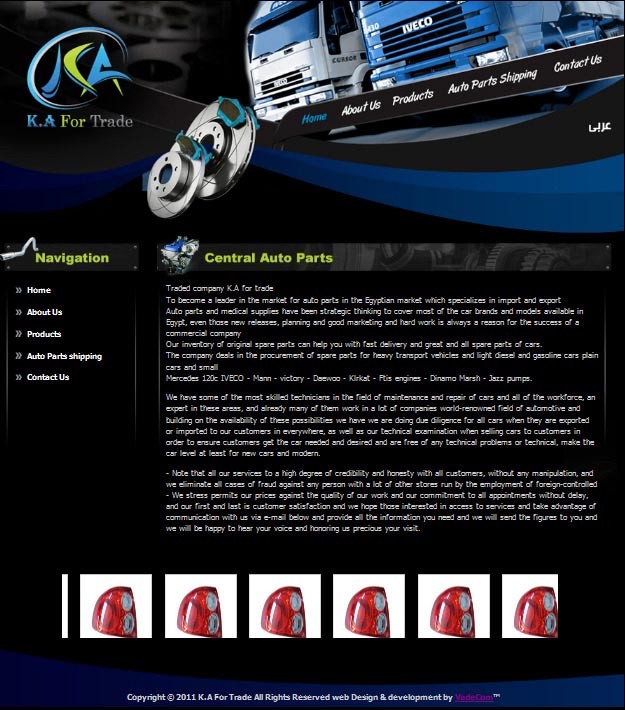 IVECO
IVECO
CURSOR
430
KA
K.A For Trade
Home
About Us
Products
Auto Parts Shipping
Contact Us
عربى
Navigation
Central Auto Parts
Home
About Us
Products
Auto Parts shipping
Contact Us
Traded company K.A for trade
To become a leader in the market for auto parts in the Egyptian market which specializes in import and export
Auto parts and medical supplies have been strategic thinking to cover most of the car brands and models available in
Egypt, even those new releases, planning and good marketing and hard work is always a reason for the success of a
commercial company
Our inventory of original spare parts can help you with fast delivery and great and all spare parts of cars.
The company deals in the procurement of spare parts for heavy transport vehicles and light diesel and gasoline cars plain
cars and small
Mercedes 120c IVECO - Mann - victory - Daewoo - Klrkat - Ftis engines - Dinamo Marsh - Jazz pumps.
We have some of the most skilled technicians in the field of maintenance and repair of cars and all of the workforce, an
expert in these areas, and already many of them work in a lot of companies world-renowned field of automotive and
building on the availability of these possibilities we have we are doing due diligence for all cars when they are exported
or imported to our customers in everywhere, as well as our technical examination when selling cars to customers in
order to ensure customers get the car needed and desired and are free of any technical problems or technical, make the
car level at least for new cars and modern.
- Note that all our services to a high degree of credibility and honesty with all customers, without any manipulation, and
we eliminate all cases of fraud against any person with a lot of other stores run by the employment of foreign-controlled
- We stress permits our prices against the quality of our work and our commitment to all appointments without delay,
and our first and last is customer satisfaction and we hope those interested in access to services and take advantage of
communication with us via e-mail below and provide all the information you need and we will send the figures to you and
we will be happy to hear your voice and honoring us precious your visit.
Copyright © 2011 K.A For Trade All Rights Reserved web Design & development by VadeCom™